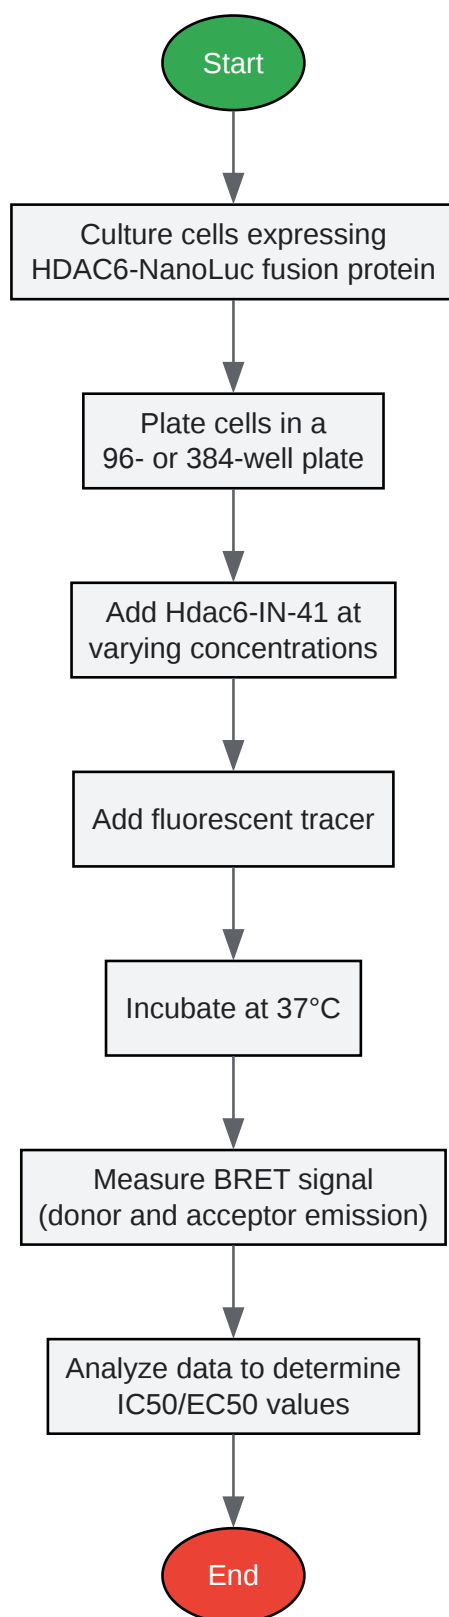 Start
Culture cells expressing
HDAC6-NanoLuc fusion protein
Plate cells in a
96- or 384-well plate
Add Hdac6-IN-41 at
varying concentrations
Add fluorescent tracer
Incubate at 37°C
Measure BRET signal
(donor and acceptor emission)
Analyze data to determine
IC50/EC50 values
End